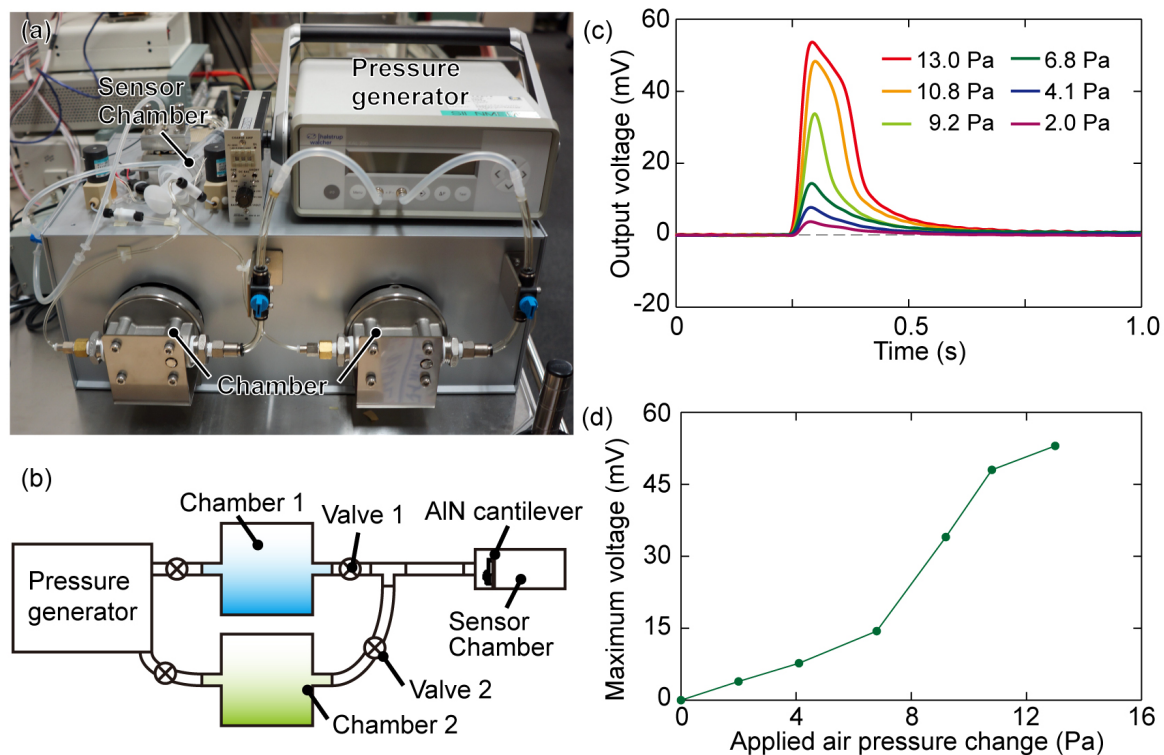 (a)
Sensor
Chamber
Pressure
generator
Chamber
(b)
Chamber 1
Valve 1
AlN cantilever
Pressure
generator
Sensor
Chamber
Valve 2
Chamber 2
(c)
Output voltage (mV)
60
40
20
0
-20
13.0 Pa
10.8 Pa
9.2 Pa
6.8 Pa
4.1 Pa
2.0 Pa
0
0.5
1.0
Time (s)
(d)
Maximum voltage (mV)
60
45
30
15
0
0
4
8
12
16
Applied air pressure change (Pa)